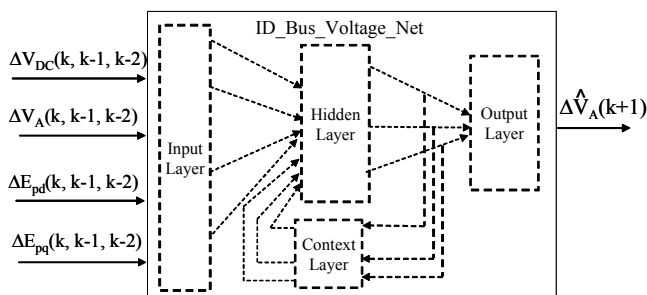 ID_Bus_Voltage_Net
ΔV_DC(k, k-1, k-2)
ΔV_A(k, k-1, k-2)
ΔE_pd(k, k-1, k-2)
ΔE_pq(k, k-1, k-2)
Input
Layer
Hidden
Layer
Context
Layer
Output
Layer
ΔV̂_A(k+1)